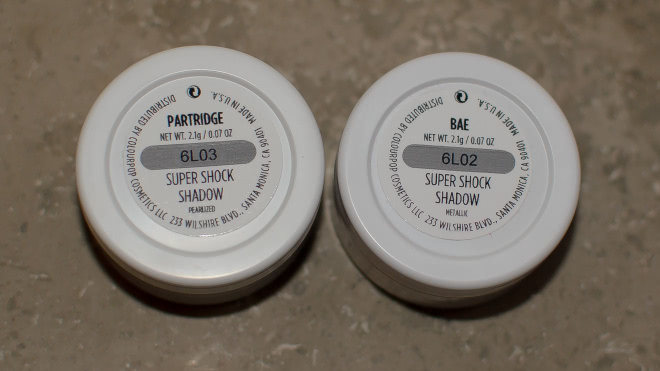 PARTRIDGE
NET WT. 2.1g / 0.07 OZ
6L03
SUPER SHOCK
SHADOW
PEARLIZED
DISTRIBUTED BY COLOURPOP COSMETICS LLC 233 WILSHIRE BLVD., SANTA MONICA, CA 90401 MADE IN U.S.A.
BAE
NET WT. 2.1g / 0.07 OZ
6L02
SUPER SHOCK
SHADOW
METALLIC
DISTRIBUTED BY COLOURPOP COSMETICS LLC 233 WILSHIRE BLVD., SANTA MONICA, CA 90401 MADE IN U.S.A.